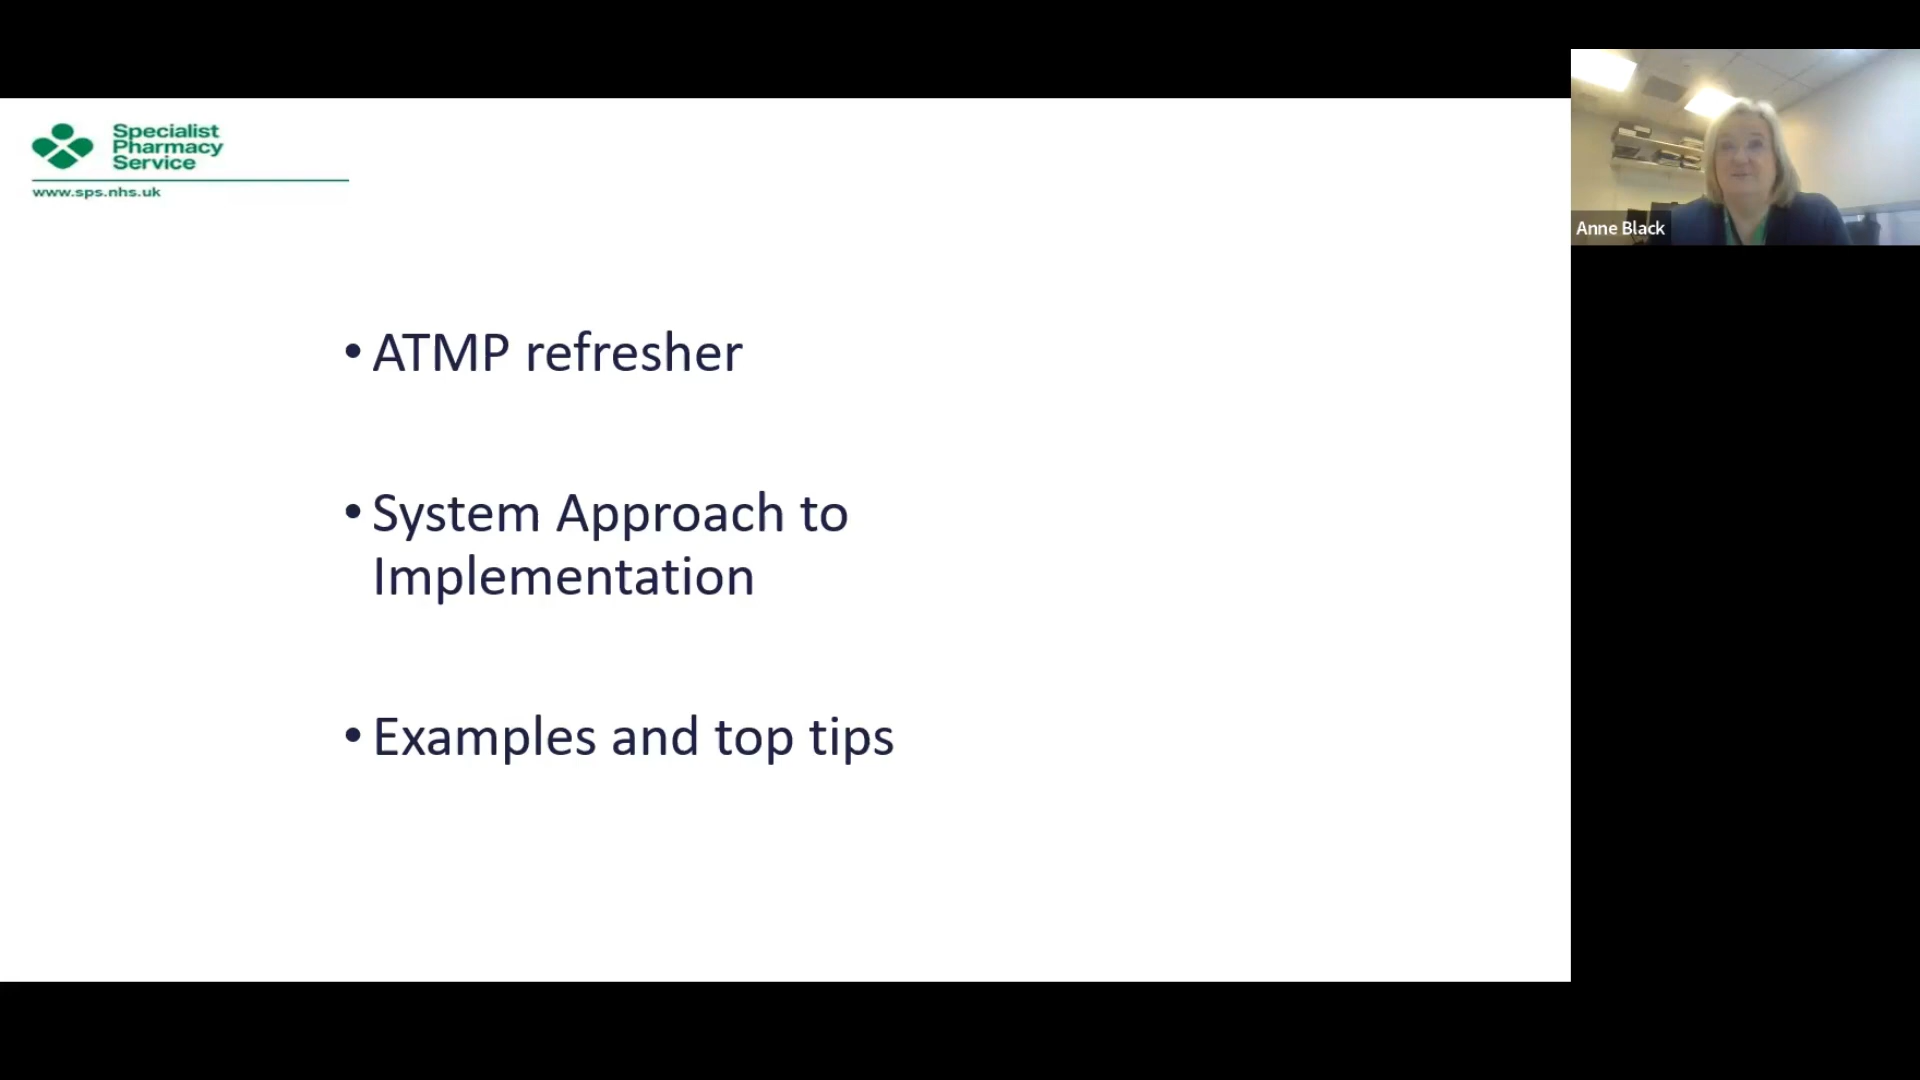 Specialist
Pharmacy
Service
www.sps.nhs.uk
• ATMP refresher
• System Approach to
Implementation
• Examples and top tips
Anne Black